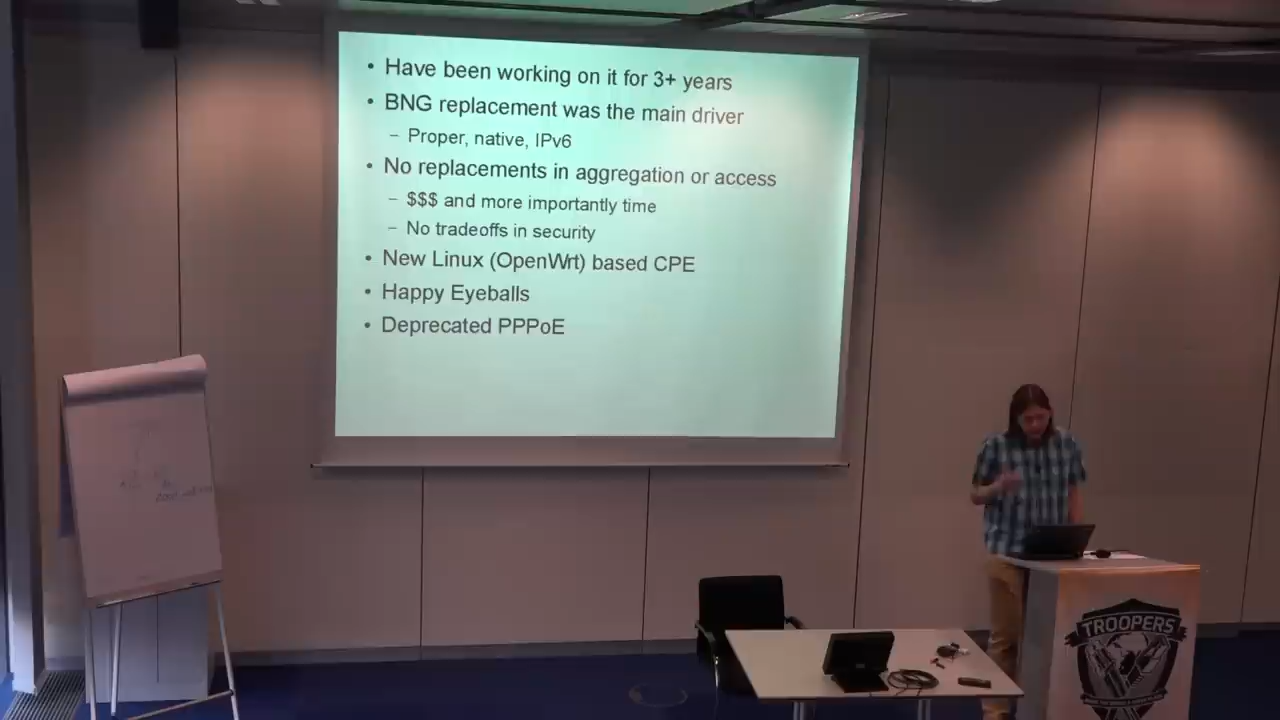 • Have been working on it for 3+ years
• BNG replacement was the main driver
– Proper, native, IPv6
• No replacements in aggregation or access
– $$$ and more importantly time
– No tradeoffs in security
• New Linux (OpenWrt) based CPE
• Happy Eyeballs
• Deprecated PPPoE
TROOPERS